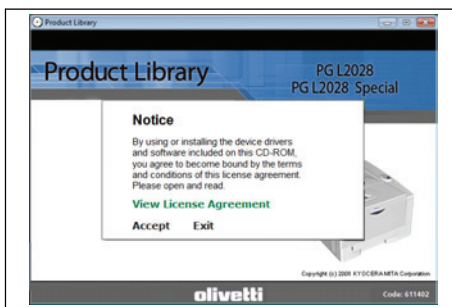 Product Library
Product Library
PG L2028
PG L2028 Special
Notice
By using or installing the device drivers
and software included on this CD-ROM,
you agree to become bound by the terms
and conditions of this license agreement.
Please open and read.
View License Agreement
Accept Exit
Copyright (c) 2008 KYOCERA MITA Corporation
olivetti
Code: 611402